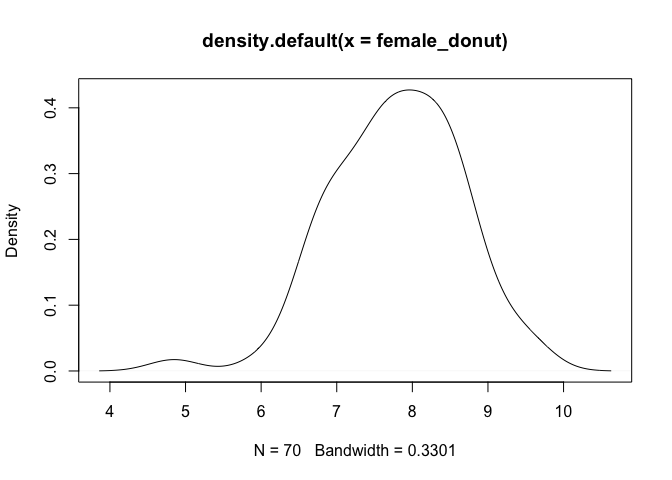 density.default(x = female_donut)
Density
0.4
0.3
0.2
0.1
0.0
4 5 6 7 8 9 10
N = 70 Bandwidth = 0.3301